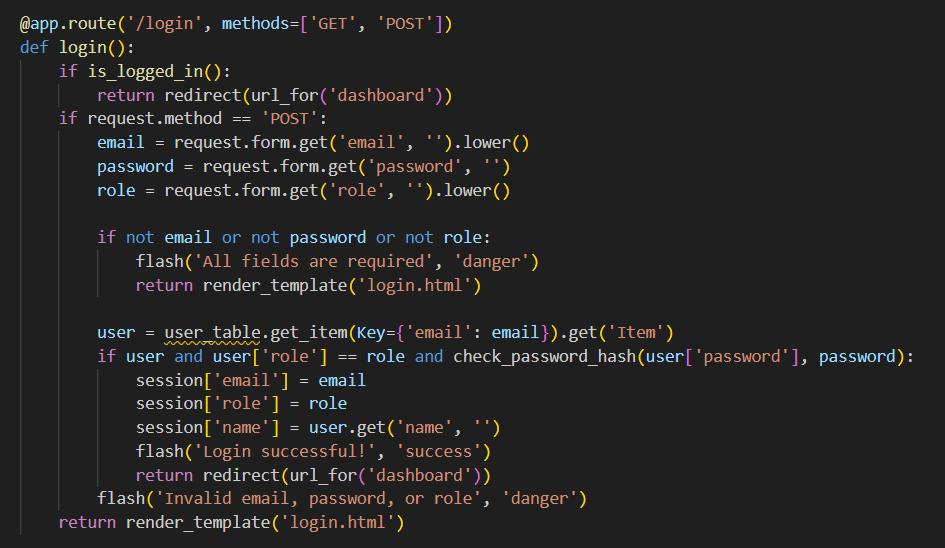 @app.route('/login', methods=['GET', 'POST'])
def login():
    if is_logged_in():
        return redirect(url_for('dashboard'))
    if request.method == 'POST':
        email = request.form.get('email', '').lower()
        password = request.form.get('password', '')
        role = request.form.get('role', '').lower()

        if not email or not password or not role:
            flash('All fields are required', 'danger')
            return render_template('login.html')

        user = user_table.get_item(Key={'email': email}).get('Item')
        if user and user['role'] == role and check_password_hash(user['password'], password):
            session['email'] = email
            session['role'] = role
            session['name'] = user.get('name', '')
            flash('Login successful!', 'success')
            return redirect(url_for('dashboard'))
        flash('Invalid email, password, or role', 'danger')
    return render_template('login.html')